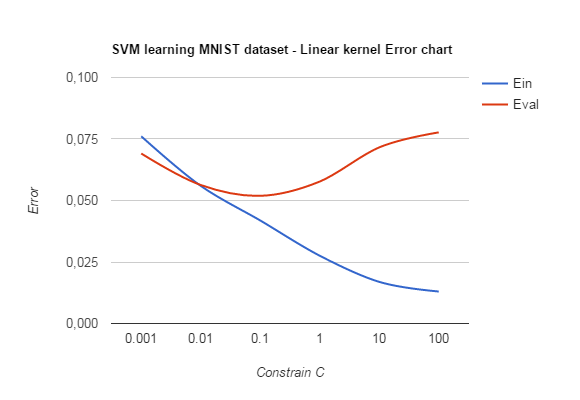 SVM learning MNIST dataset - Linear kernel Error chart
0,100
0,075
0,050
0,025
0,000
Error
0.001 0.01 0.1 1 10 100
Constrain C
Ein
Eval